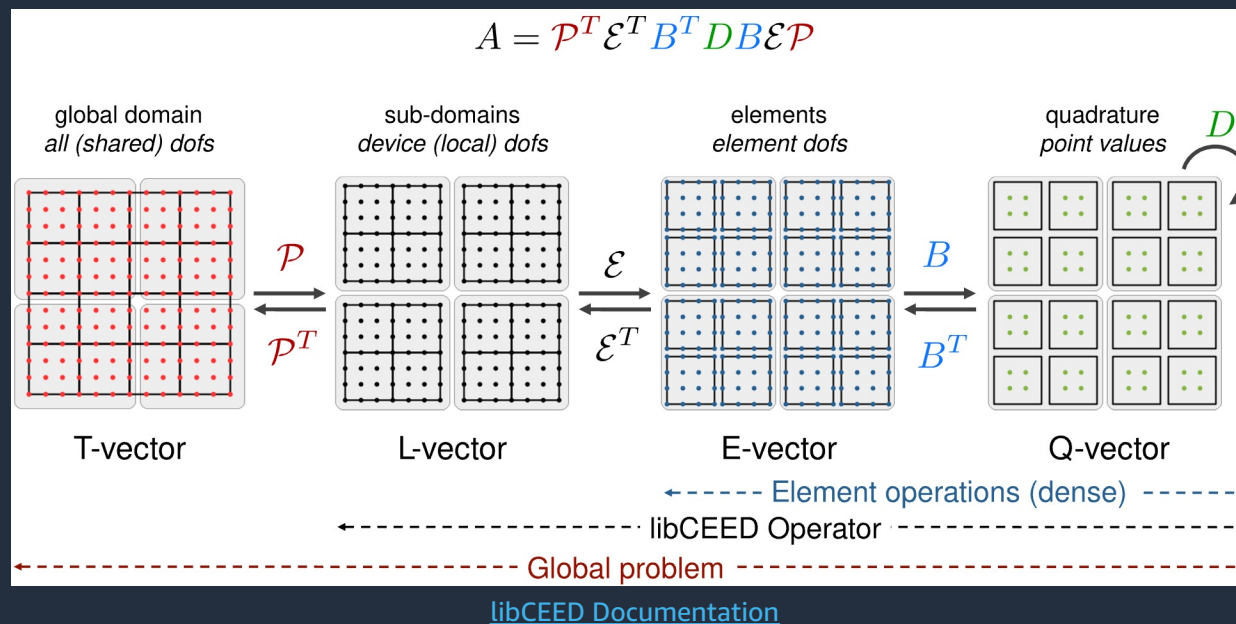 A = 𝒫ᵀℰᵀBᵀDBℰ𝒫
global domain
all (shared) dofs
sub-domains
device (local) dofs
elements
element dofs
quadrature
point values
D
𝒫
𝒫ᵀ
ℰ
ℰᵀ
B
Bᵀ
T-vector
L-vector
E-vector
Q-vector
Element operations (dense)
libCEED Operator
Global problem
libCEED Documentation